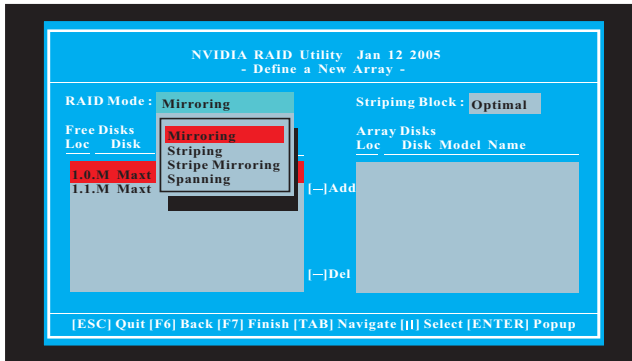 NVIDIA RAID Utility Jan 12 2005
- Define a New Array -
RAID Mode : Mirroring
Stripimg Block : Optimal
Free Disks
Loc Disk
Mirroring
Striping
Stripe Mirroring
Spanning
Array Disks
Loc Disk Model Name
1.0.M Maxt
1.1.M Maxt
[—]Add
[—]Del
[ESC] Quit [F6] Back [F7] Finish [TAB] Navigate [||] Select [ENTER] Popup